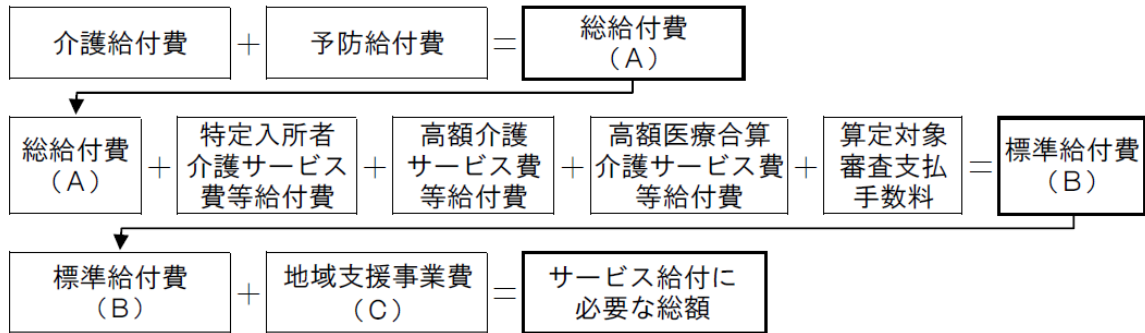 介護給付費 + 予防給付費 = 総給付費
(A)
総給付費
(A)
+
特定入所者
介護サービス
費等給付費
+
高額介護
サービス費
等給付費
+
高額医療合算
介護サービス費
等給付費
+
算定対象
審査支払
手数料
=
標準給付費
(B)
標準給付費
(B)
+
地域支援事業費
(C)
=
サービス給付に
必要な総額